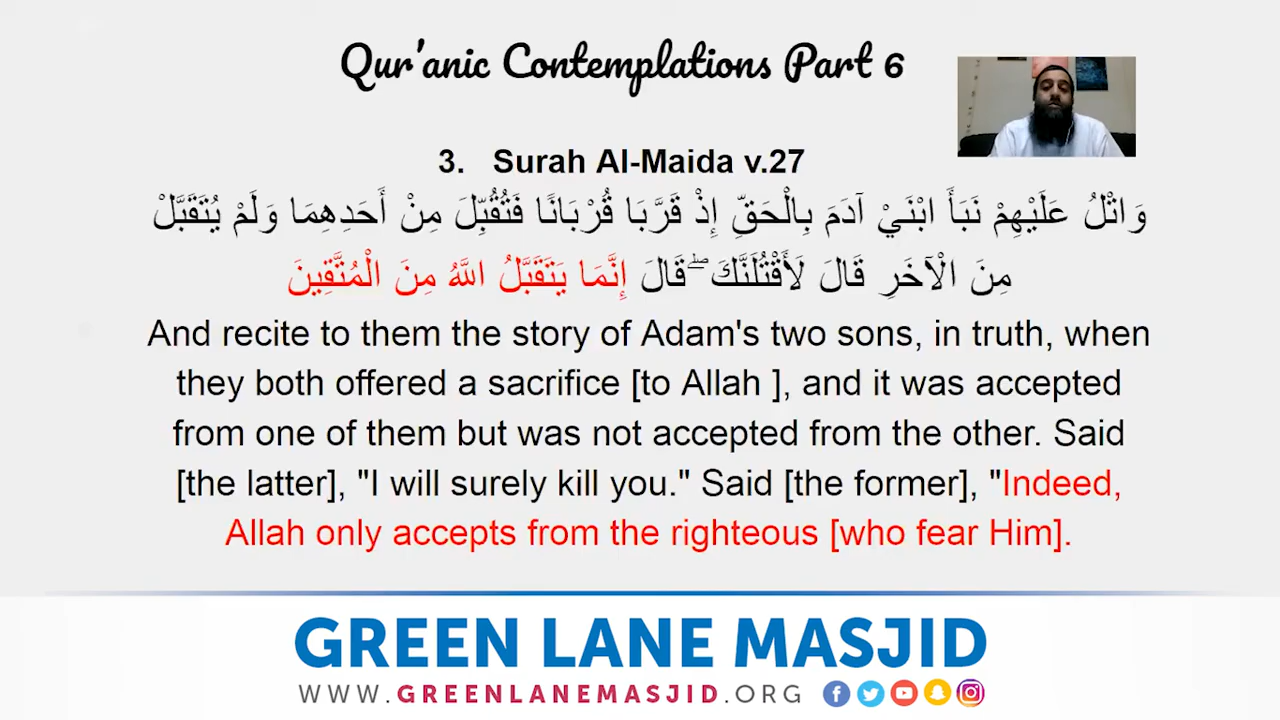 Qur'anic Contemplations Part 6
3. Surah Al-Maida v.27
وَاتْلُ عَلَيْهِمْ نَبَأَ ابْنَيْ آدَمَ بِالْحَقِّ إِذْ قَرَّبَا قُرْبَانًا فَتُقُبِّلَ مِنْ أَحَدِهِمَا وَلَمْ يُتَقَبَّلْ
مِنَ الْآخَرِ قَالَ لَأَقْتُلَنَّكَ ۖ قَالَ إِنَّمَا يَتَقَبَّلُ اللَّهُ مِنَ الْمُتَّقِينَ
And recite to them the story of Adam's two sons, in truth, when
they both offered a sacrifice [to Allah ], and it was accepted
from one of them but was not accepted from the other. Said
[the latter], "I will surely kill you." Said [the former], "Indeed,
Allah only accepts from the righteous [who fear Him].
GREEN LANE MASJID
WWW.GREENLANEMASJID.ORG